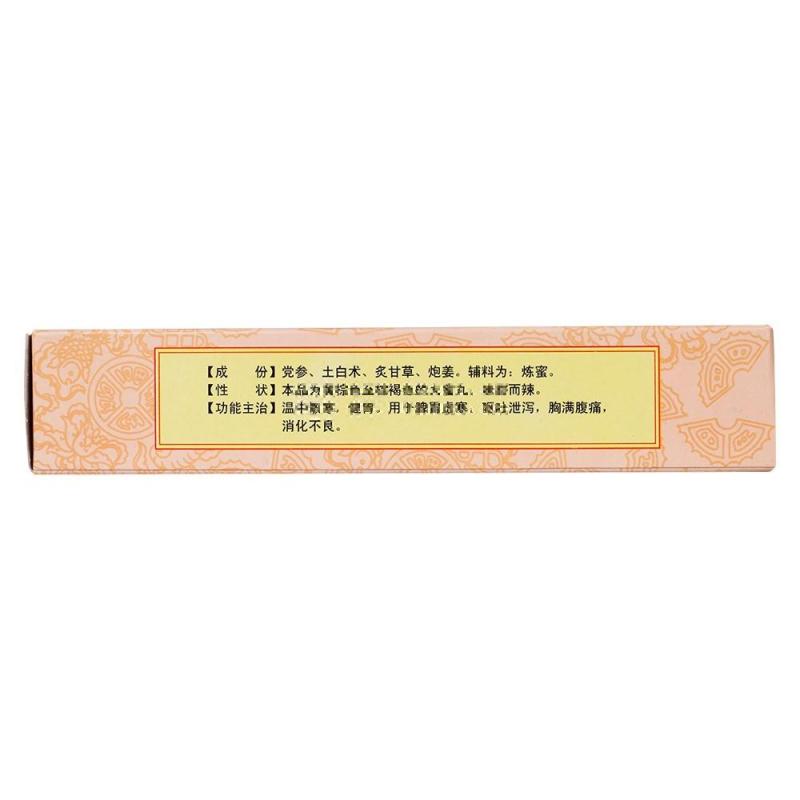 【成 份】党参、土白术、炙甘草、炮姜。辅料为：炼蜜。
【性 状】本品为黄棕色至棕褐色的大蜜丸，味甜而辣。
【功能主治】温中散寒，健胃。用于脾胃虚寒，呕吐泄泻，胸满腹痛，
消化不良。